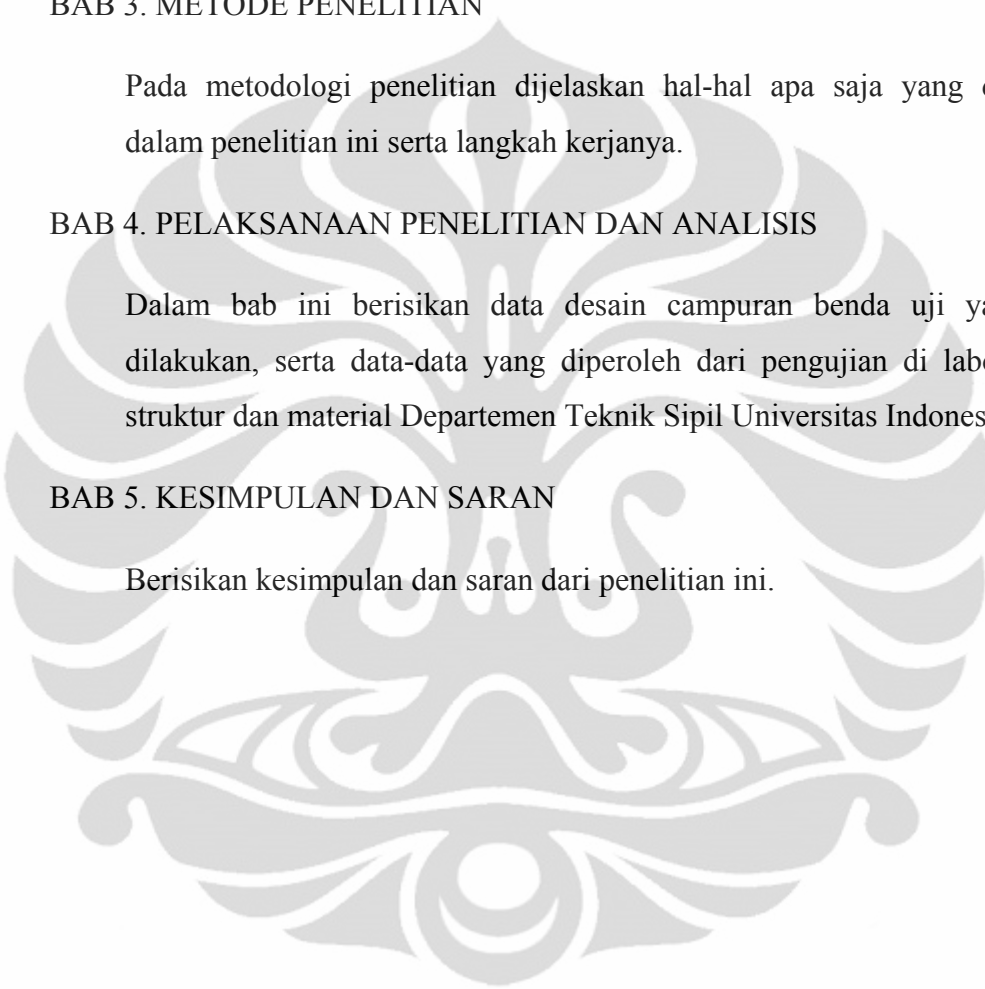 BAB 3. METODE PENELITIAN
Pada metodologi penelitian dijelaskan hal-hal apa saja yang
dalam penelitian ini serta langkah kerjanya.
BAB 4. PELAKSANAAN PENELITIAN DAN ANALISIS
Dalam bab ini berisikan data desain campuran benda uji
dilakukan, serta data-data yang diperoleh dari pengujian di
struktur dan material Departemen Teknik Sipil Universitas
BAB 5. KESIMPULAN DAN SARAN
Berisikan kesimpulan dan saran dari penelitian ini.